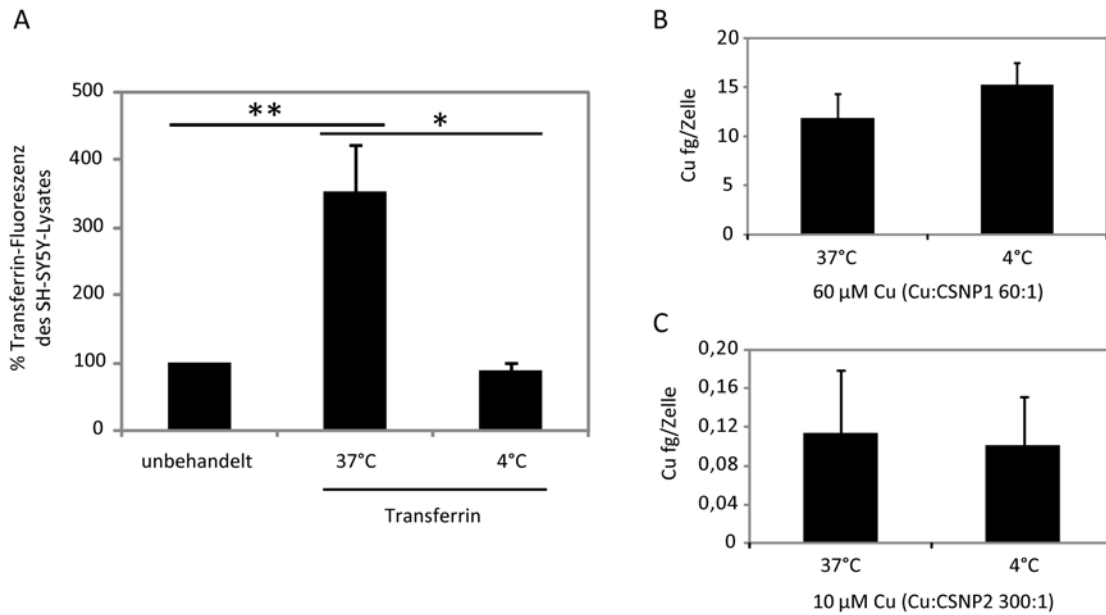 A
% Transferrin-Fluoreszenz
des SH-SY5Y-Lysates
500
400
300
200
100
0
**
*
unbehandelt
37°C
4°C
Transferrin
B
Cu fg/Zelle
20
15
10
5
0
37°C
4°C
60 µM Cu (Cu:CSNP1 60:1)
C
Cu fg/Zelle
0,20
0,16
0,12
0,08
0,04
0
37°C
4°C
10 µM Cu (Cu:CSNP2 300:1)